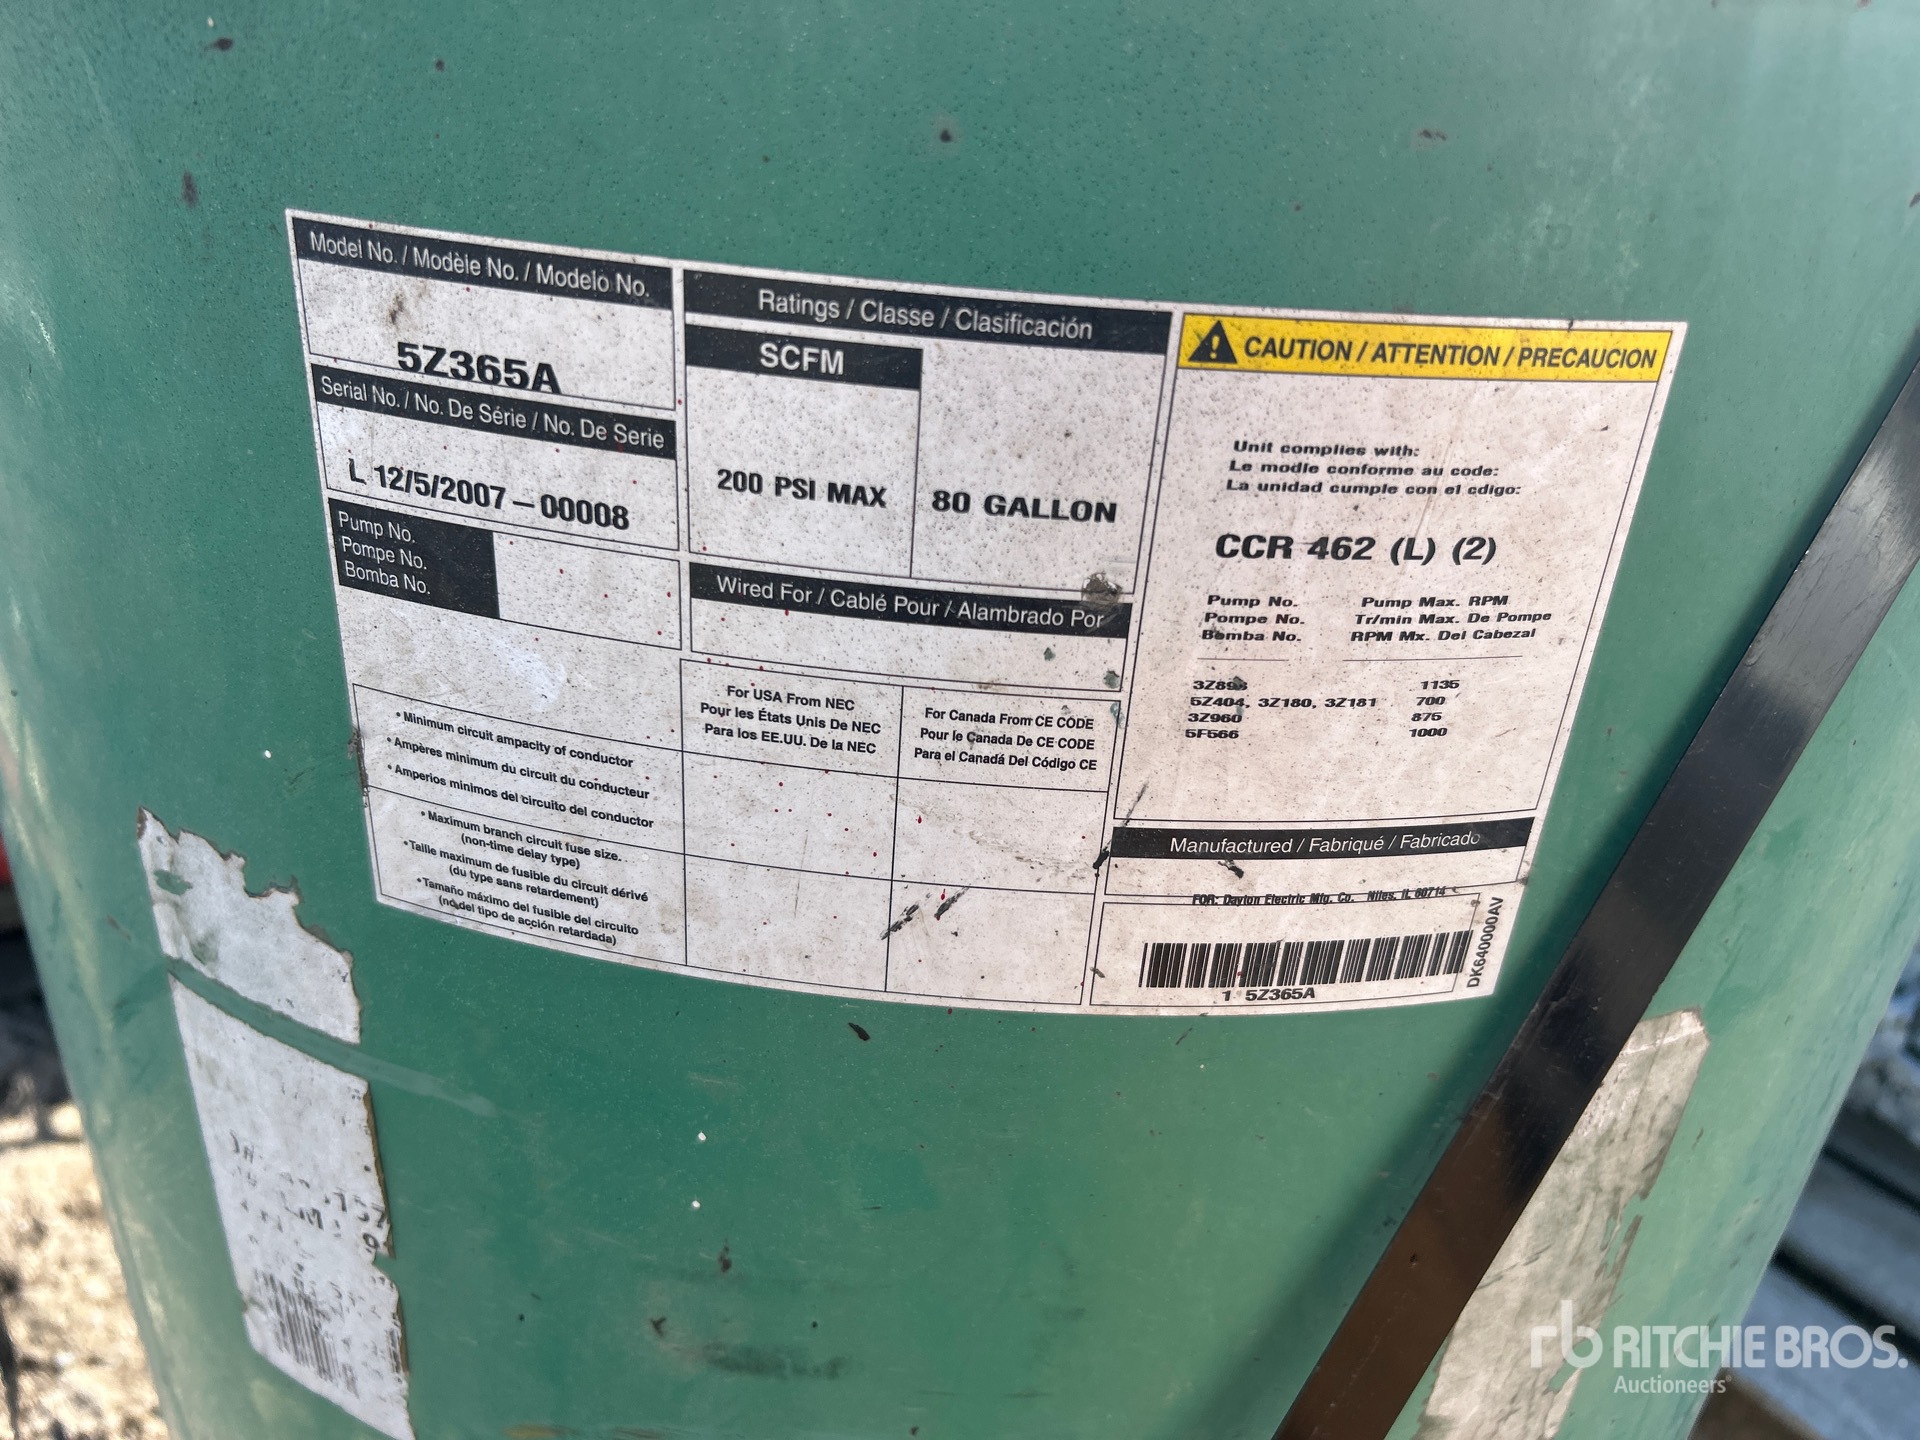 Model No. / Modèle No. / Modelo No.
5Z365A
Serial No. / No. De Série / No. De Serie
L 12/5/2007 – 00008
Pump No.
Pompe No.
Bomba No.
Ratings / Classe / Clasificación
SCFM
200 PSI MAX
80 GALLON
Wired For / Cablé Pour / Alambrado Por
For USA From NEC
Pour les États Unis De NEC
Para los EE.UU. De la NEC
For Canada From CE CODE
Pour le Canada De CE CODE
Para el Canadá Del Código CE
• Minimum circuit ampacity of conductor
• Ampères minimum du circuit du conducteur
• Amperios minimos del circuito del conductor
• Maximum branch circuit fuse size.
(non-time delay type)
• Taille maximum de fusible du circuit dérivé
(du type sans retardement)
• Tamaño máximo del fusible del circuito
(no del tipo de acción retardada)
CAUTION / ATTENTION / PRECAUCION
Unit complies with:
Le modle conforme au code:
La unidad cumple con el cdigo:
CCR 462 (L) (2)
Pump No. Pump Max. RPM
Pompe No. Tr/min Max. De Pompe
Bomba No. RPM Mx. Del Cabezal
1135
5Z404, 3Z180, 3Z181 700
3Z960 875
5F566 1000
Manufactured / Fabriqué / Fabricado
FOR: Dayton Electric Mfg. Co. Niles, IL 60714
1 5Z365A
DK64000AV
RITCHIE BROS.
Auctioneers